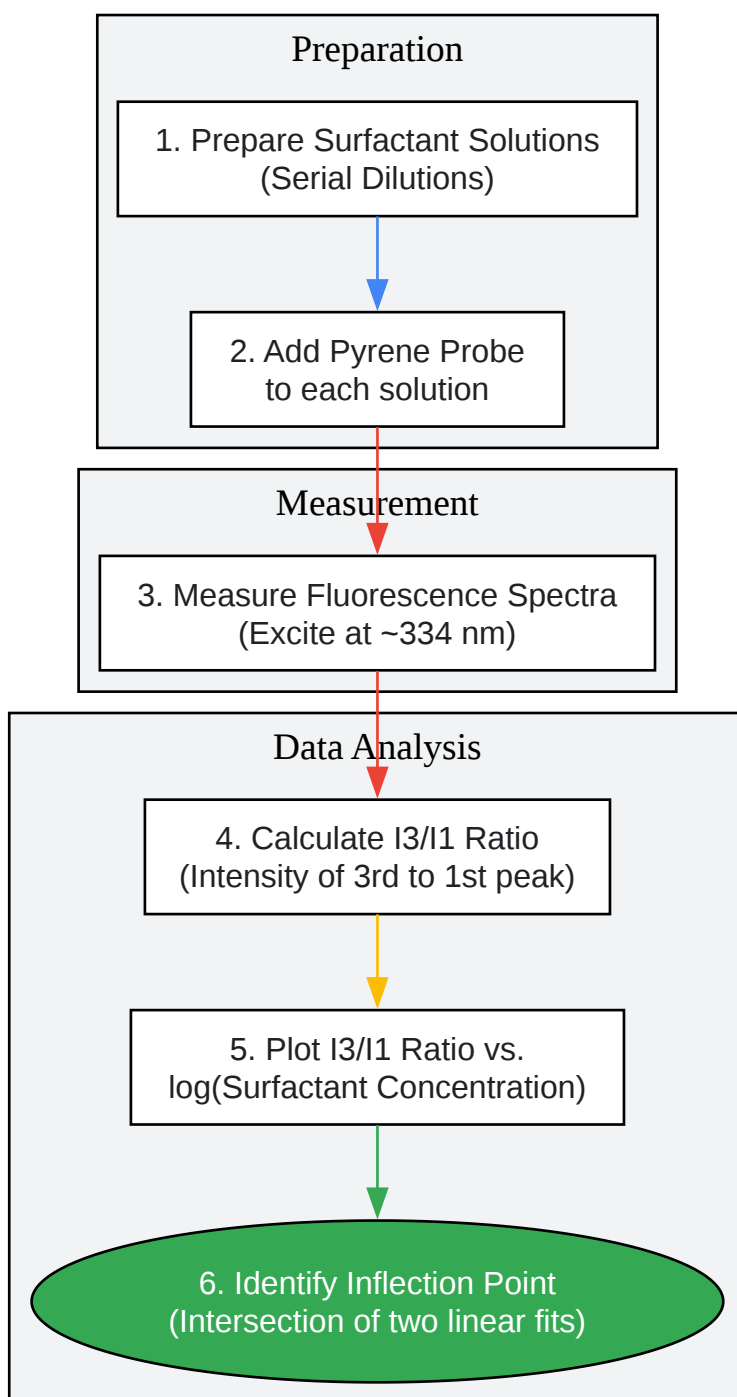 Preparation
1. Prepare Surfactant Solutions
(Serial Dilutions)
2. Add Pyrene Probe
to each solution
Measurement
3. Measure Fluorescence Spectra
(Excite at ~334 nm)
Data Analysis
4. Calculate I3/I1 Ratio
(Intensity of 3rd to 1st peak)
5. Plot I3/I1 Ratio vs.
log(Surfactant Concentration)
6. Identify Inflection Point
(Intersection of two linear fits)